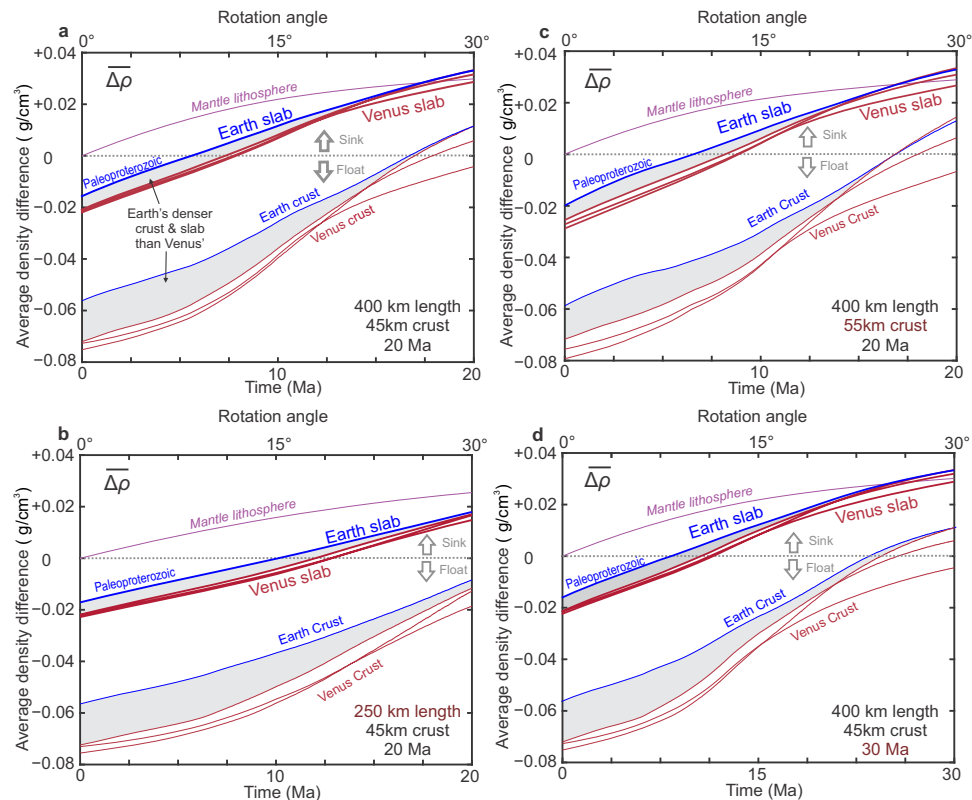 Rotation angle
a
0°
15°
30°
+0.04
0.02
0
−0.02
−0.04
−0.06
−0.08
Average density difference ( g/cm³)
Δρ
Mantle lithosphere
Earth slab
Venus slab
Sink
Float
Paleoproterozoic
Earth's denser
crust & slab
than Venus'
Earth crust
Venus crust
400 km length
45km crust
20 Ma
0
10
20
Time (Ma)
Rotation angle
c
0°
15°
30°
+0.04
0.02
0
−0.02
−0.04
−0.06
−0.08
Average density difference ( g/cm³)
Δρ
Mantle lithosphere
Earth slab
Venus slab
Sink
Float
Paleoproterozoic
Earth Crust
Venus Crust
400 km length
55km crust
20 Ma
0
10
20
Time (Ma)
Rotation angle
b
0°
15°
30°
+0.04
0.02
0
−0.02
−0.04
−0.06
−0.08
Average density difference ( g/cm³)
Δρ
Mantle lithosphere
Earth slab
Sink
Float
Paleoproterozoic
Venus slab
Earth Crust
Venus Crust
250 km length
45km crust
20 Ma
0
10
20
Time (Ma)
Rotation angle
d
0°
15°
30°
+0.04
0.02
0
−0.02
−0.04
−0.06
−0.08
Average density difference ( g/cm³)
Δρ
Mantle lithosphere
Earth slab
Venus slab
Sink
Float
Paleoproterozoic
Earth Crust
Venus Crust
400 km length
45km crust
30 Ma
0
15
30
Time (Ma)